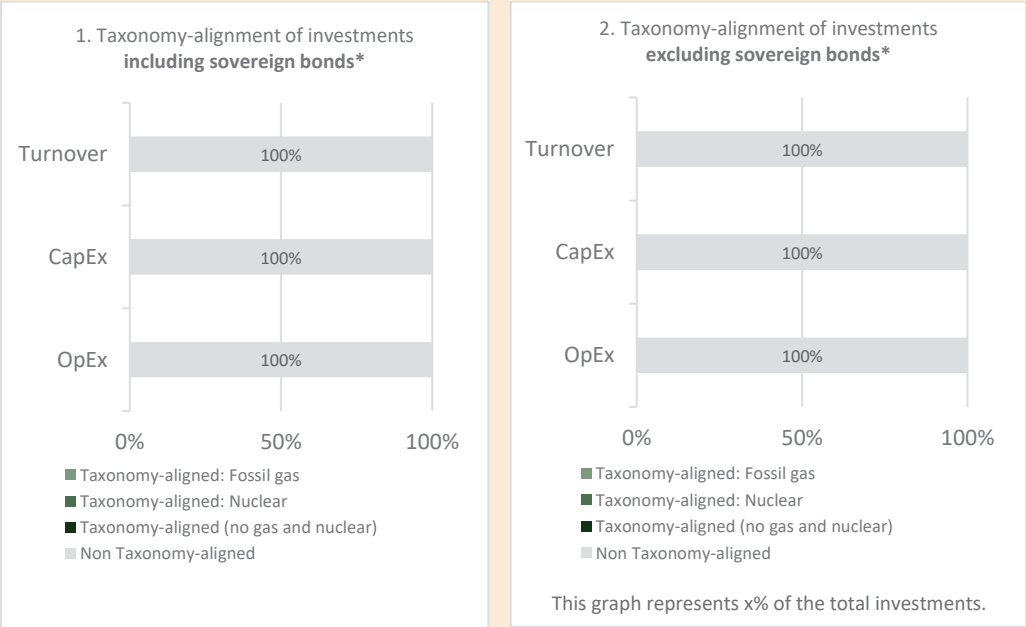 1. Taxonomy-alignment of investments
including sovereign bonds*
Turnover
100%
CapEx
100%
OpEx
100%
0%
50%
100%
Taxonomy-aligned: Fossil gas
Taxonomy-aligned: Nuclear
Taxonomy-aligned (no gas and nuclear)
Non Taxonomy-aligned
2. Taxonomy-alignment of investments
excluding sovereign bonds*
Turnover
100%
CapEx
100%
OpEx
100%
0%
50%
100%
Taxonomy-aligned: Fossil gas
Taxonomy-aligned: Nuclear
Taxonomy-aligned (no gas and nuclear)
Non Taxonomy-aligned
This graph represents x% of the total investments.